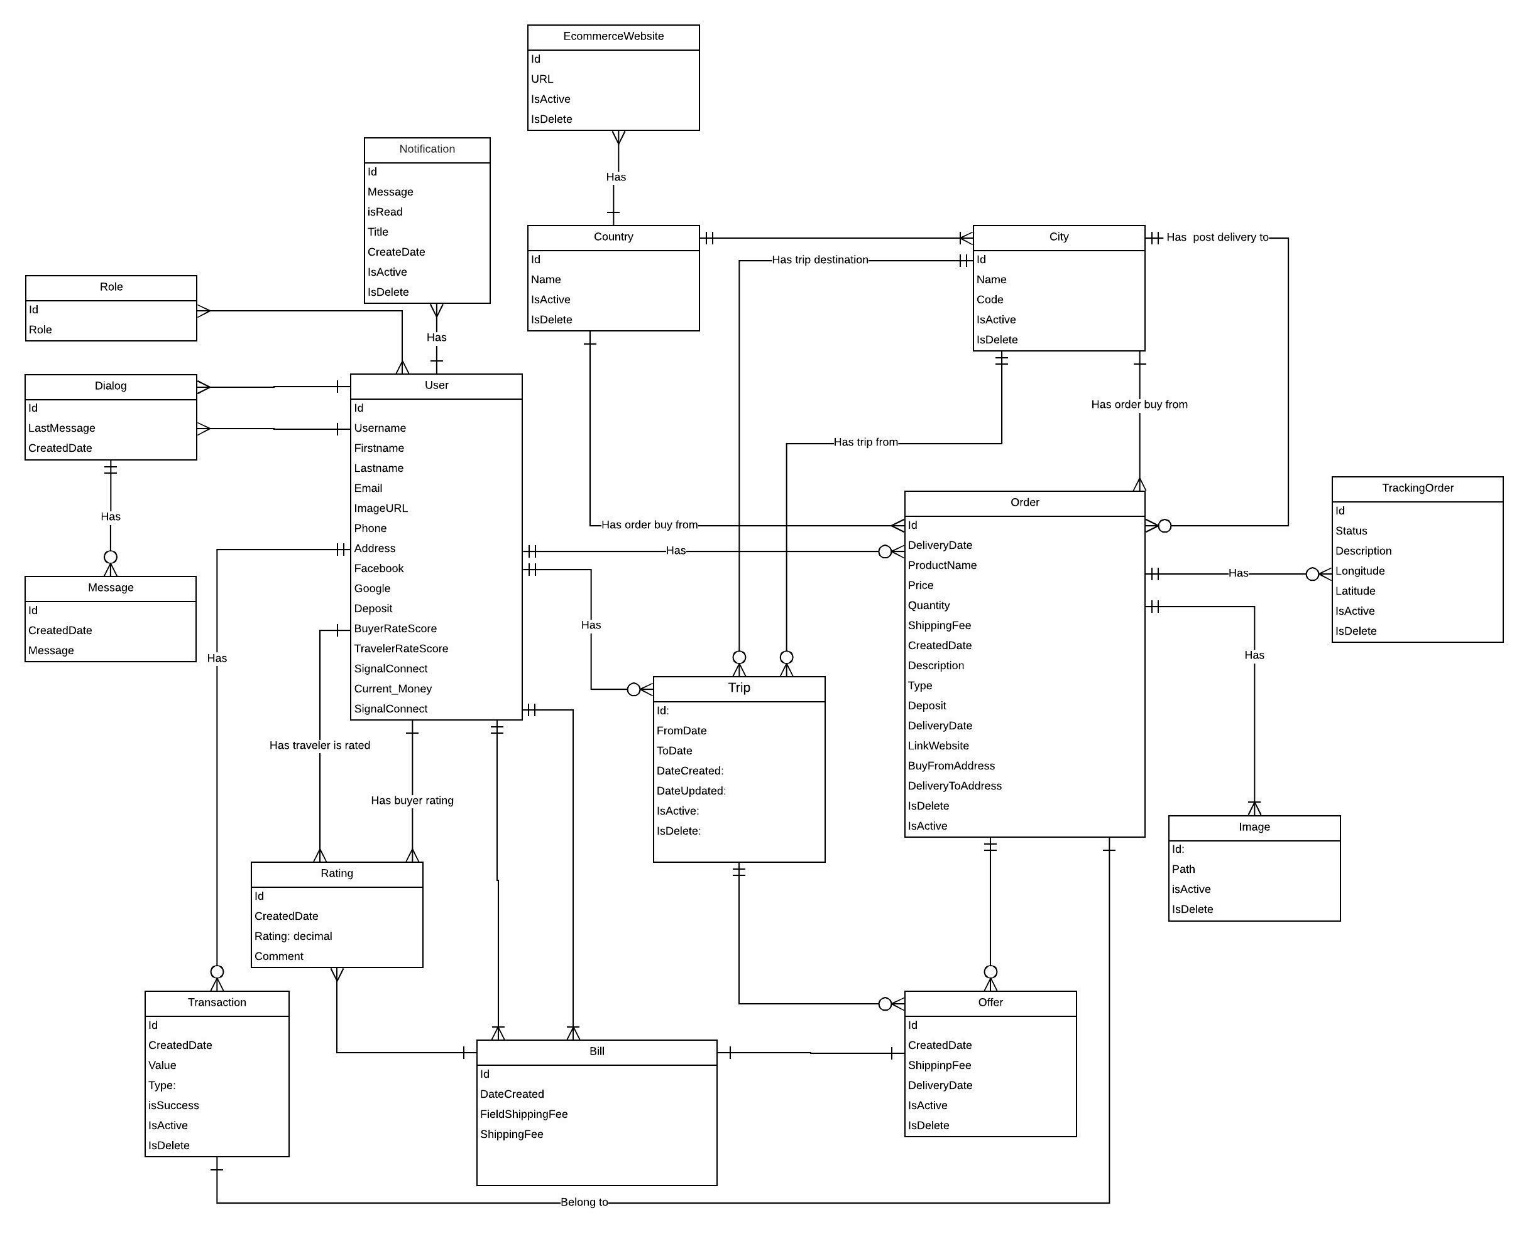 EcommerceWebsite
Id
URL
IsActive
IsDelete
Has
Notification
Id
Message
isRead
Title
CreateDate
IsActive
IsDelete
Has
Country
Id
Name
IsActive
IsDelete
City
Id
Name
Code
IsActive
IsDelete
Has post delivery to
Has trip destination
Has trip from
Has order buy from
Has order buy from
Role
Id
Role
Dialog
Id
LastMessage
CreatedDate
Has
Message
Id
CreatedDate
Message
User
Id
Username
Firstname
Lastname
Email
ImageURL
Phone
Address
Facebook
Google
Deposit
BuyerRateScore
TravelerRateScore
SignalConnect
Current_Money
SignalConnect
Has
Has
Has
Has traveler is rated
Has buyer rating
Order
Id
DeliveryDate
ProductName
Price
Quantity
ShippingFee
CreatedDate
Description
Type
Deposit
DeliveryDate
LinkWebsite
BuyFromAddress
DeliveryToAddress
IsDelete
IsActive
Has
TrackingOrder
Id
Status
Description
Longitude
Latitude
IsActive
IsDelete
Has
Image
Id:
Path
isActive
IsDelete
Trip
Id:
FromDate
ToDate
DateCreated:
DateUpdated:
IsActive:
IsDelete:
Rating
Id
CreatedDate
Rating: decimal
Comment
Transaction
Id
CreatedDate
Value
Type:
isSuccess
IsActive
IsDelete
Bill
Id
DateCreated
FieldShippingFee
ShippingFee
Offer
Id
CreatedDate
ShippinpFee
DeliveryDate
IsActive
IsDelete
Belong to